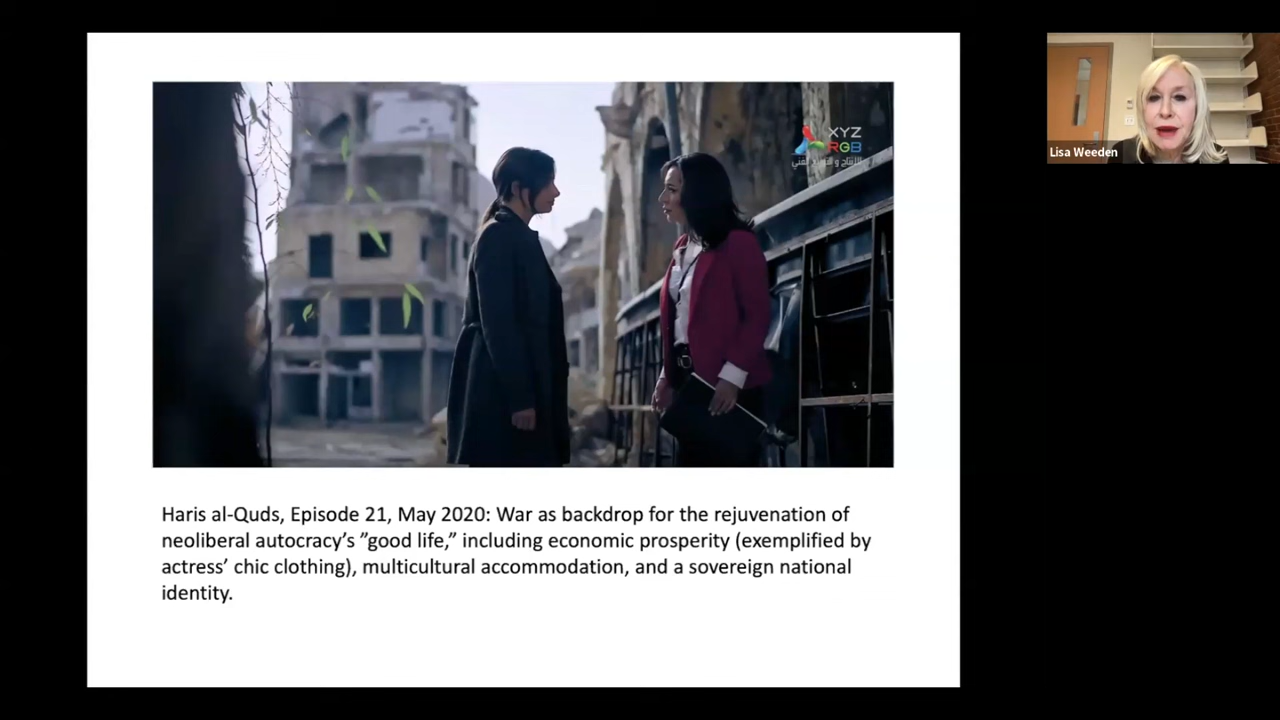 XYZ
RGB
Lisa Weeden
Haris al-Quds, Episode 21, May 2020: War as backdrop for the rejuvenation of
neoliberal autocracy’s ”good life,” including economic prosperity (exemplified by
actress’ chic clothing), multicultural accommodation, and a sovereign national
identity.